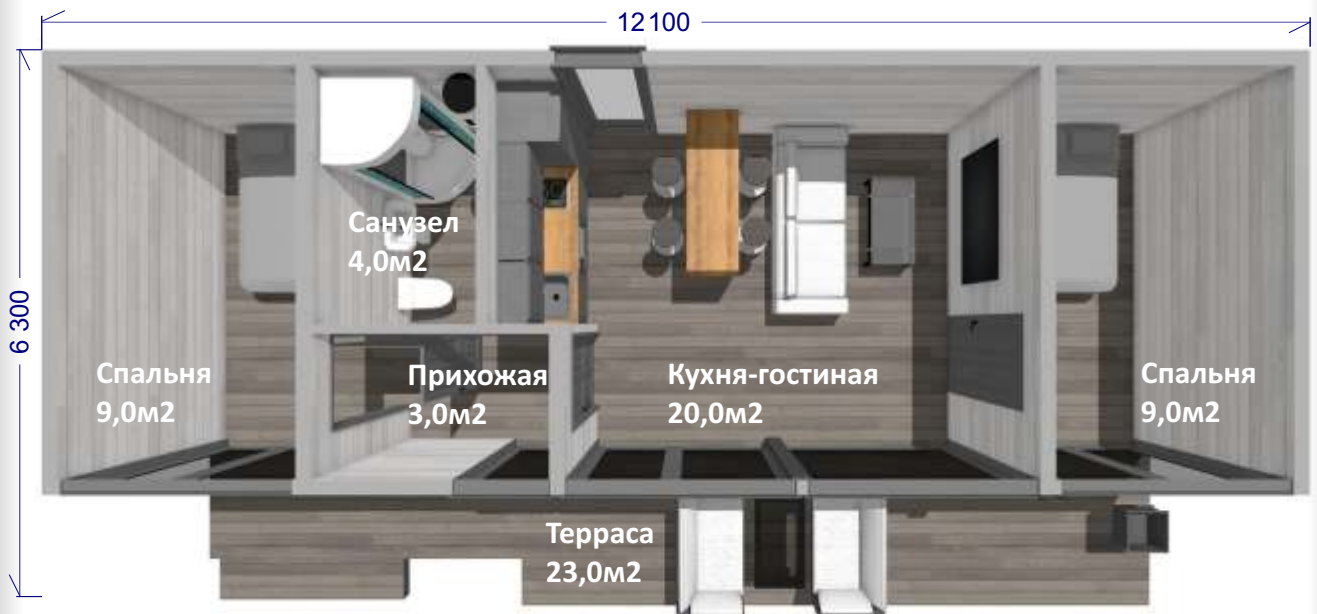 12100
6 300
Санузел
4,0м2
Спальня
9,0м2
Прихожая
3,0м2
Кухня-гостиная
20,0м2
Спальня
9,0м2
Терраса
23,0м2